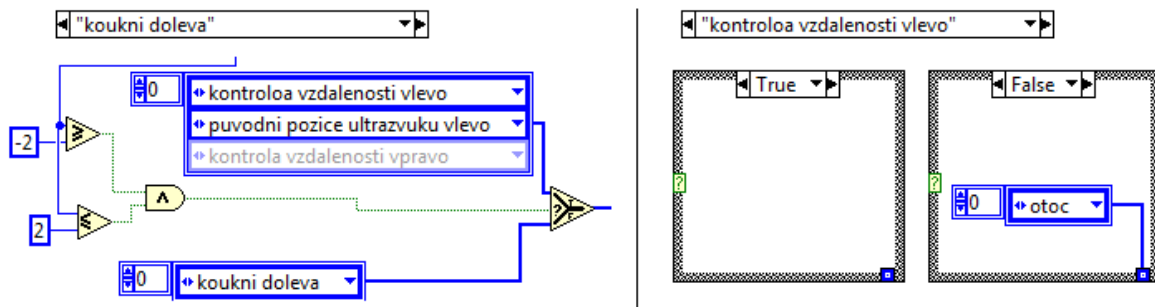 "koukni doleva"
0
kontroloa vzdalenosti vlevo
puvodni pozice ultrazvuku vlevo
kontrola vzdalenosti vpravo
-2
≥
∧
2
≤
?
T
F
0
koukni doleva
"kontroloa vzdalenosti vlevo"
True
?
False
?
0
otoc